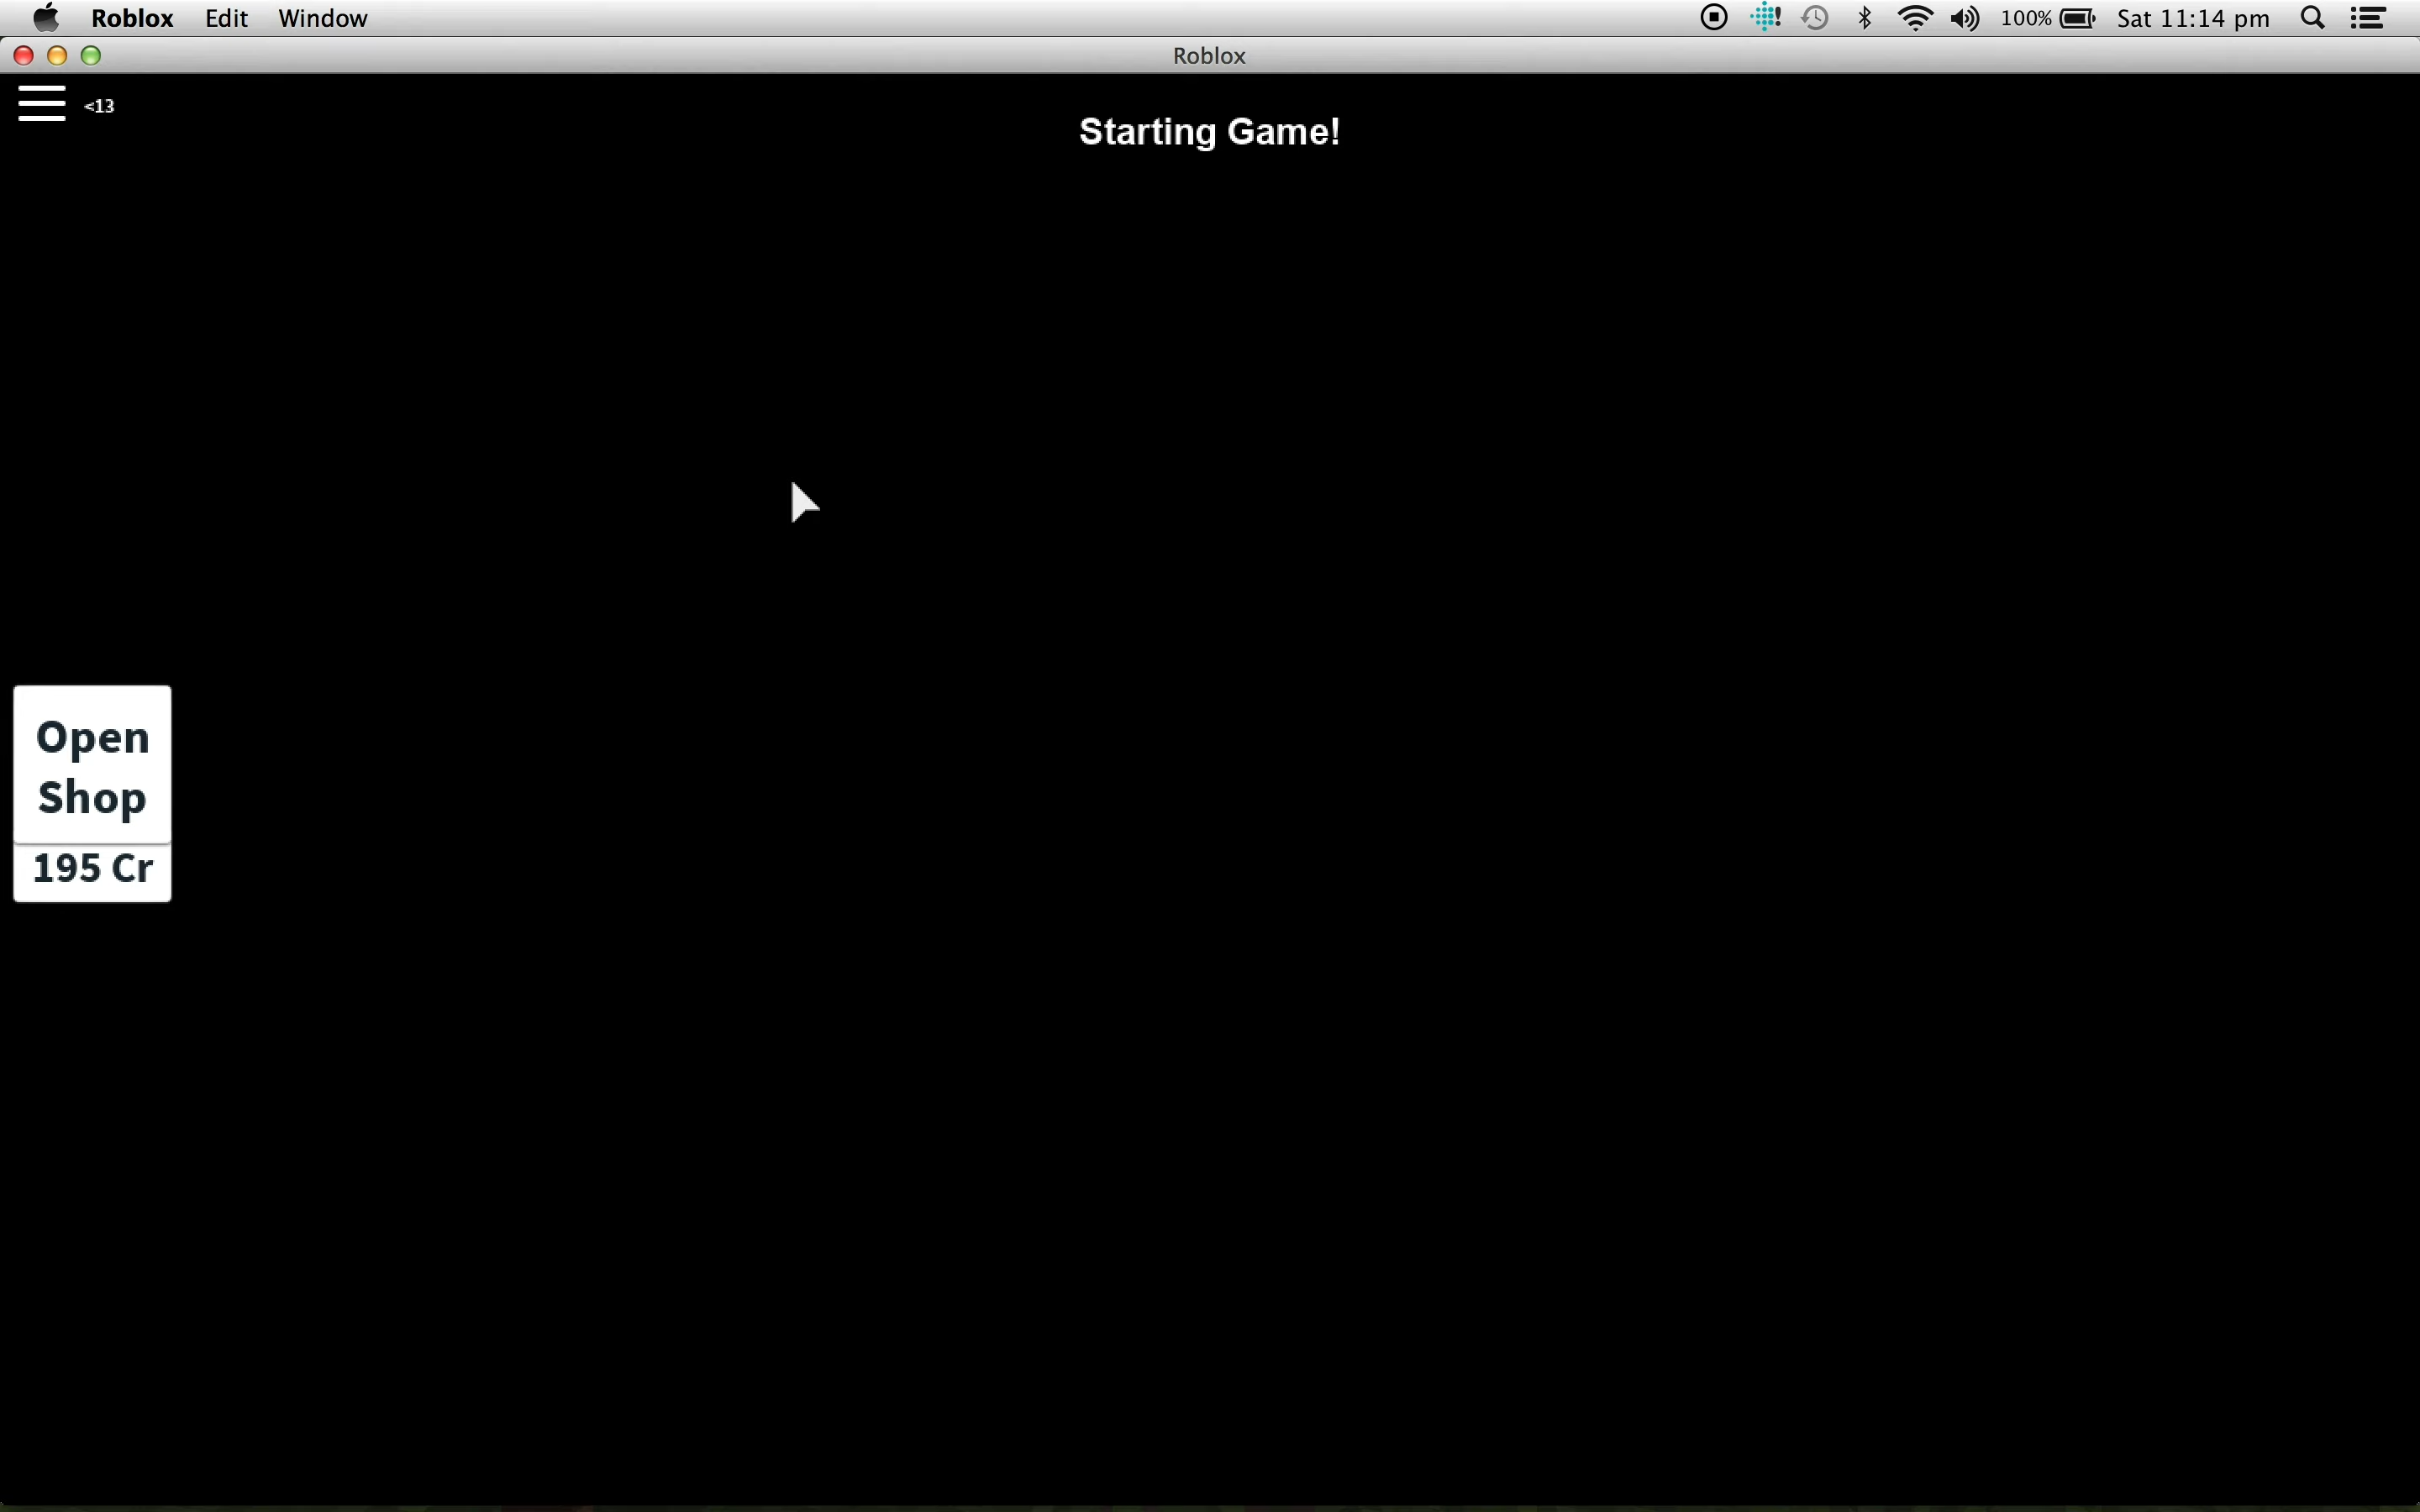 Roblox Edit Window 100% Sat 11:14 pm
Roblox
<13
Starting Game!
Open
Shop
195 Cr